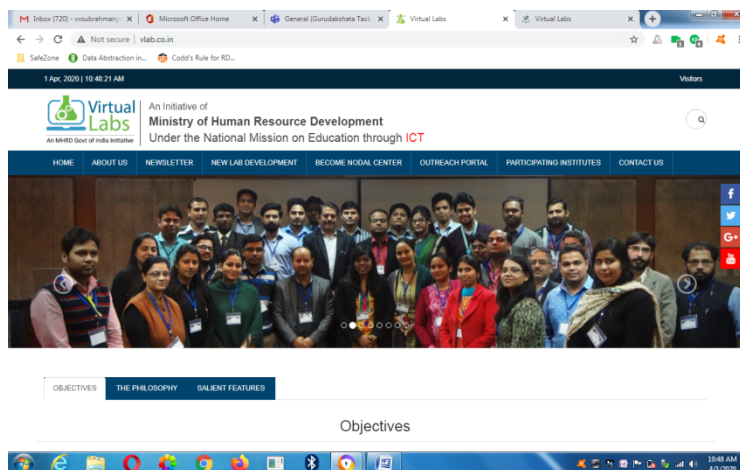 Inbox (720) - vvsubrahmany
Microsoft Office Home
General (Gurudakshata Task
Virtual Labs
Virtual Labs
Not secure | vlab.co.in
SafeZone
Data Abstraction in...
Codd's Rule for RD...
1 Apr, 2020 | 10:48:21 AM
Visitors
Virtual
Labs
An MHRD Govt of India Initiative
An Initiative of
Ministry of Human Resource Development
Under the National Mission on Education through ICT
HOME ABOUT US NEWSLETTER NEW LAB DEVELOPMENT BECOME NODAL CENTER OUTREACH PORTAL PARTICIPATING INSTITUTES CONTACT US
f
G+
OBJECTIVES THE PHILOSOPHY SALIENT FEATURES
Objectives
10:48 AM
4/1/2020